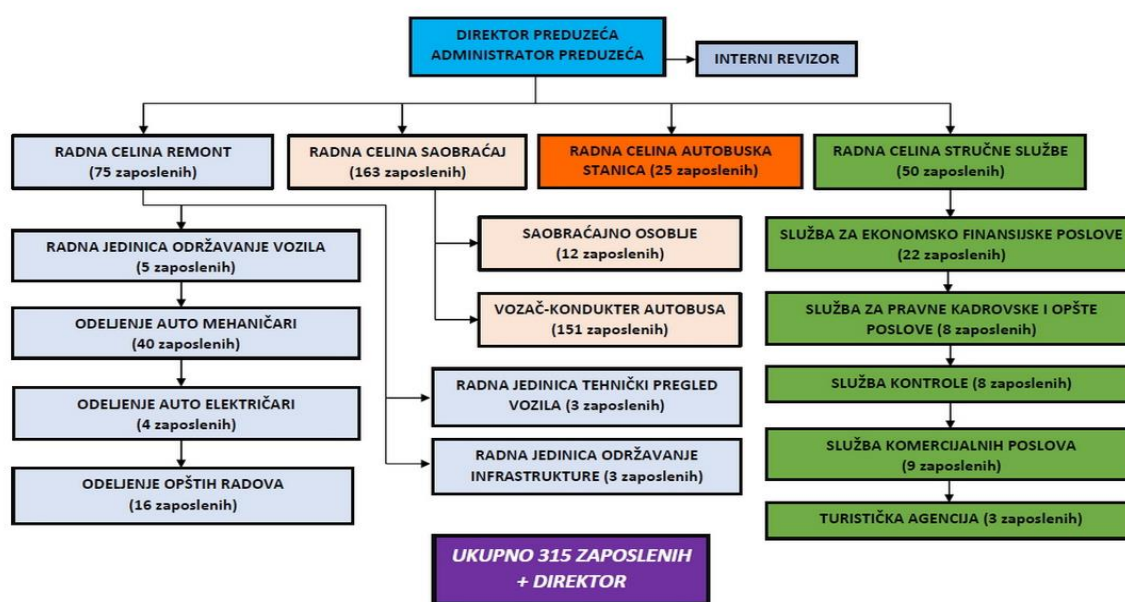 DIREKTOR PREDUZEĆA
ADMINISTRATOR PREDUZEĆA
INTERNI REVIZOR
RADNA CELINA REMONT
(75 zaposlenih)
RADNA CELINA SAOBRAĆAJ
(163 zaposlenih)
RADNA CELINA AUTOBUSKA
STANICA (25 zaposlenih)
RADNA CELINA STRUČNE SLUŽBE
(50 zaposlenih)
RADNA JEDINICA ODRŽAVANJE VOZILA
(5 zaposlenih)
ODELJENJE AUTO MEHANIČARI
(40 zaposlenih)
ODELJENJE AUTO ELEKTRIČARI
(4 zaposlenih)
ODELJENJE OPŠTIH RADOVA
(16 zaposlenih)
SAOBRAĆAJNO OSOBLJE
(12 zaposlenih)
VOZAČ-KONDUKTER AUTOBUSA
(151 zaposlenih)
RADNA JEDINICA TEHNIČKI PREGLED
VOZILA (3 zaposlenih)
RADNA JEDINICA ODRŽAVANJE
INFRASTRUKTURE (3 zaposlenih)
SLUŽBA ZA EKONOMSKO FINANSIJSKE POSLOVE
(22 zaposlenih)
SLUŽBA ZA PRAVNE KADROVSKE I OPŠTE
POSLOVE (8 zaposlenih)
SLUŽBA KONTROLE (8 zaposlenih)
SLUŽBA KOMERCIJALNIH POSLOVA
(9 zaposlenih)
TURISTIČKA AGENCIJA (3 zaposlenih)
UKUPNO 315 ZAPOSLENIH
+ DIREKTOR